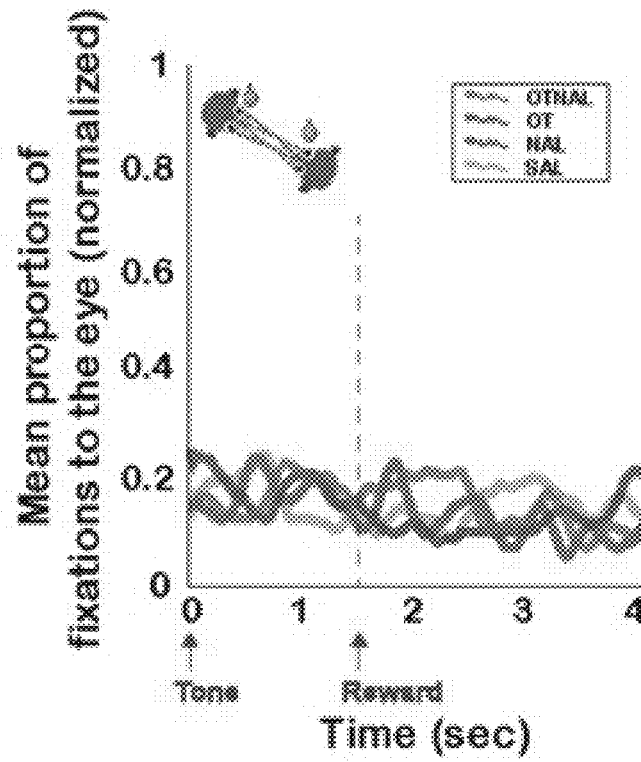 Mean proportion of
fixations to the eye (normalized)
1
0.8
0.6
0.4
0.2
0
OTNAL
OT
NAL
SAL
0 1 2 3 4
Tone Reward
Time (sec)